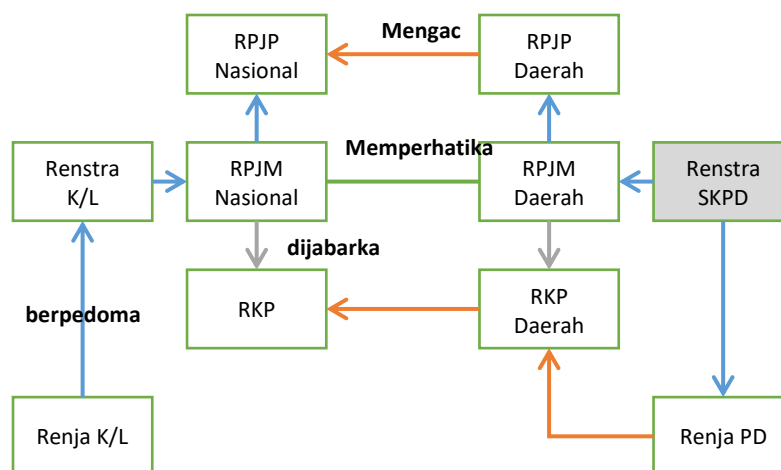 Mengac
RPJP
Nasional
RPJP
Daerah
Renstra
K/L
RPJM
Nasional
Memperhatika
RPJM
Daerah
Renstra
SKPD
dijabarka
RKP
RKP
Daerah
berpedoma
Renja K/L
Renja PD